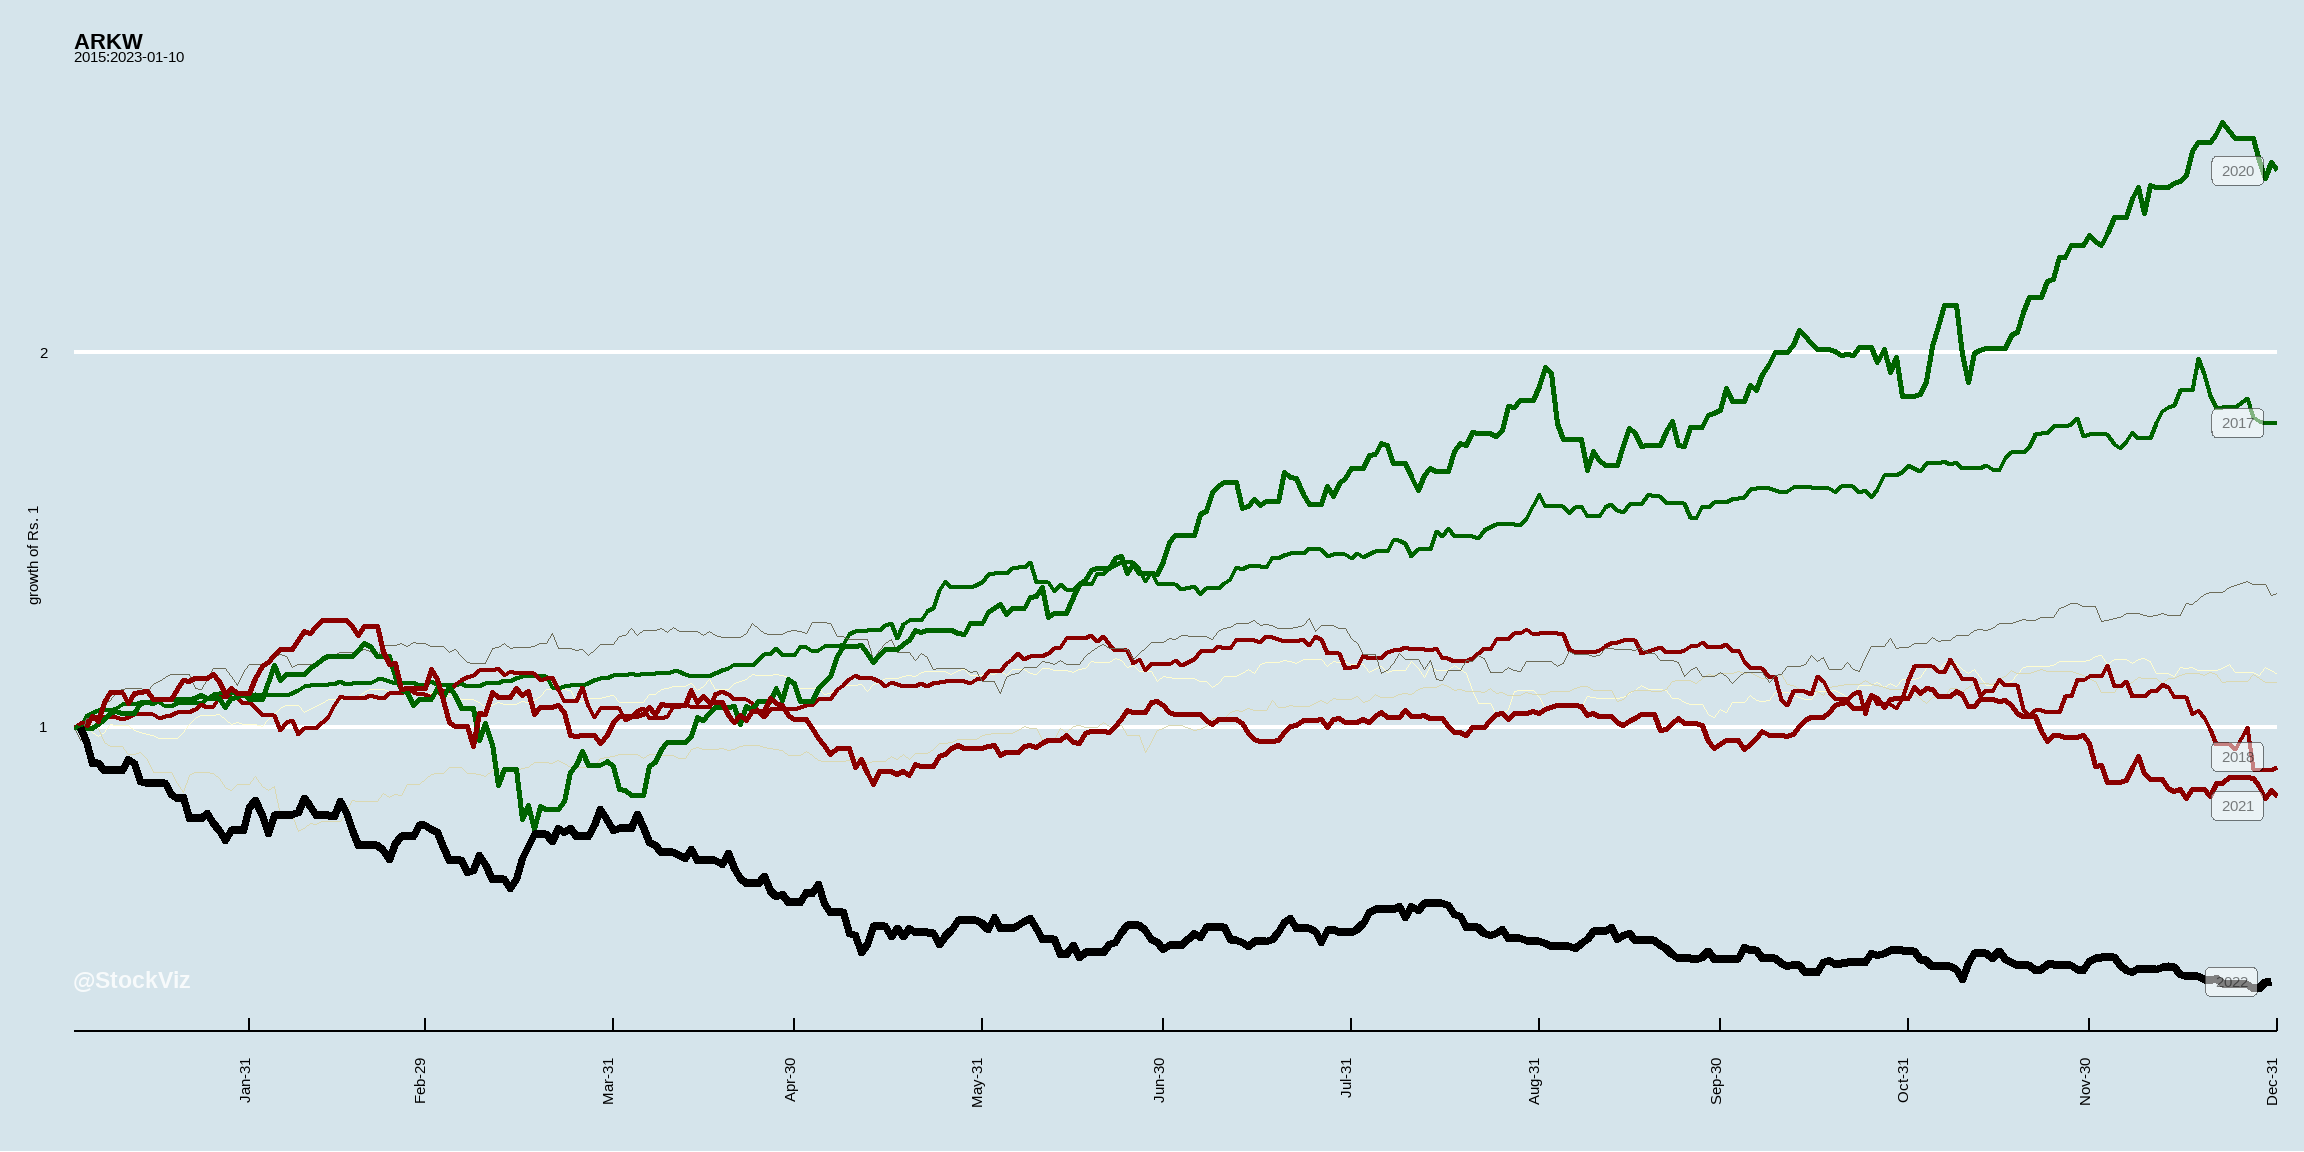 ARKW
2015:2023-01-10
2020
2
2017
growth of Rs. 1
1
2018
2021
@StockViz
2022
Jan-31
Feb-29
Mar-31
Apr-30
May-31
Jun-30
Jul-31
Aug-31
Sep-30
Oct-31
Nov-30
Dec-31